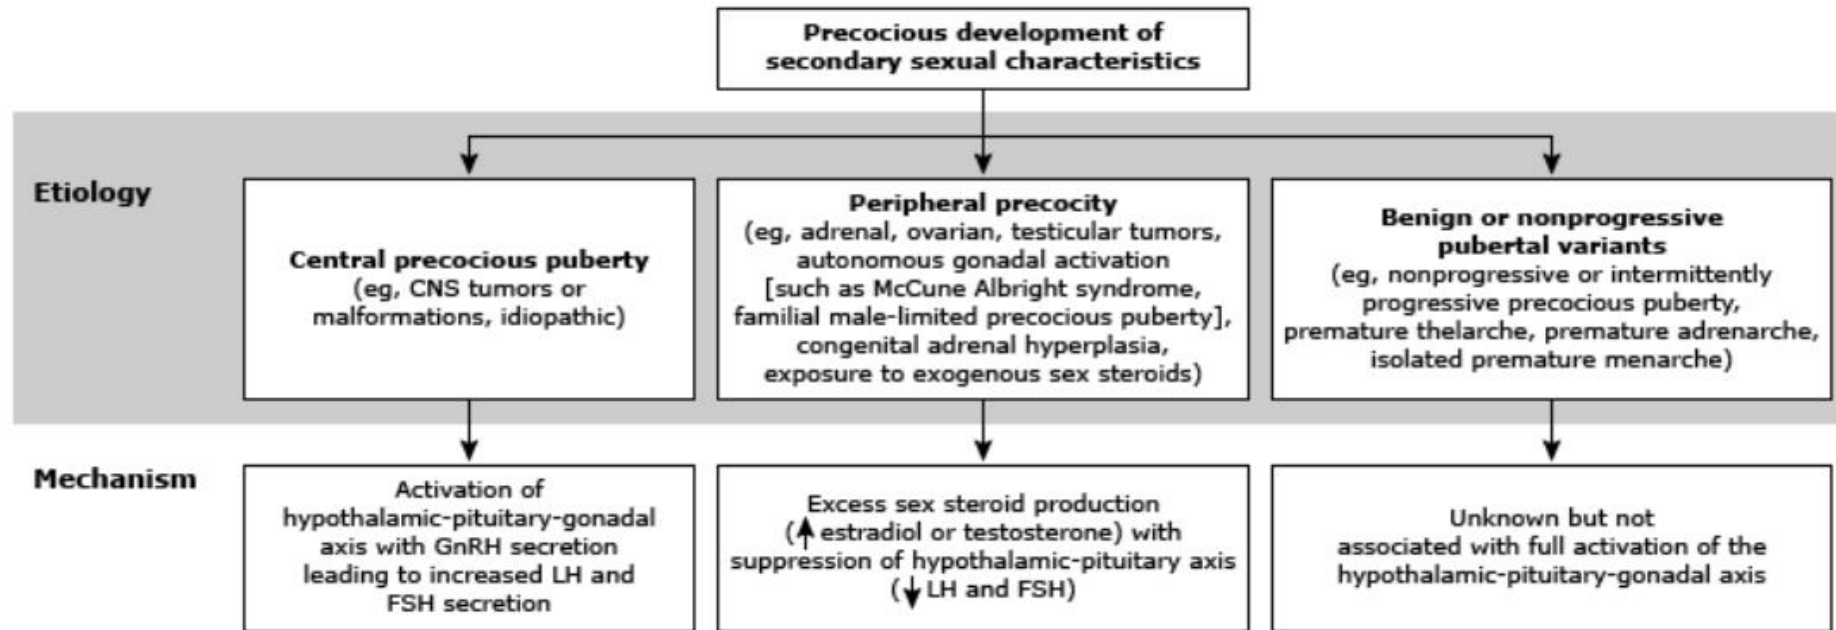 Precocious development of
secondary sexual characteristics
Etiology
Central precocious puberty
(eg, CNS tumors or
malformations, idiopathic)
Peripheral precocity
(eg, adrenal, ovarian, testicular tumors,
autonomous gonadal activation
[such as McCune Albright syndrome,
familial male-limited precocious puberty],
congenital adrenal hyperplasia,
exposure to exogenous sex steroids)
Benign or nonprogressive
pubertal variants
(eg, nonprogressive or intermittently
progressive precocious puberty,
premature thelarche, premature adrenarche,
isolated premature menarche)
Mechanism
Activation of
hypothalamic-pituitary-gonadal
axis with GnRH secretion
leading to increased LH and
FSH secretion
Excess sex steroid production
(↑ estradiol or testosterone) with
suppression of hypothalamic-pituitary axis
(↓ LH and FSH)
Unknown but not
associated with full activation of the
hypothalamic-pituitary-gonadal axis